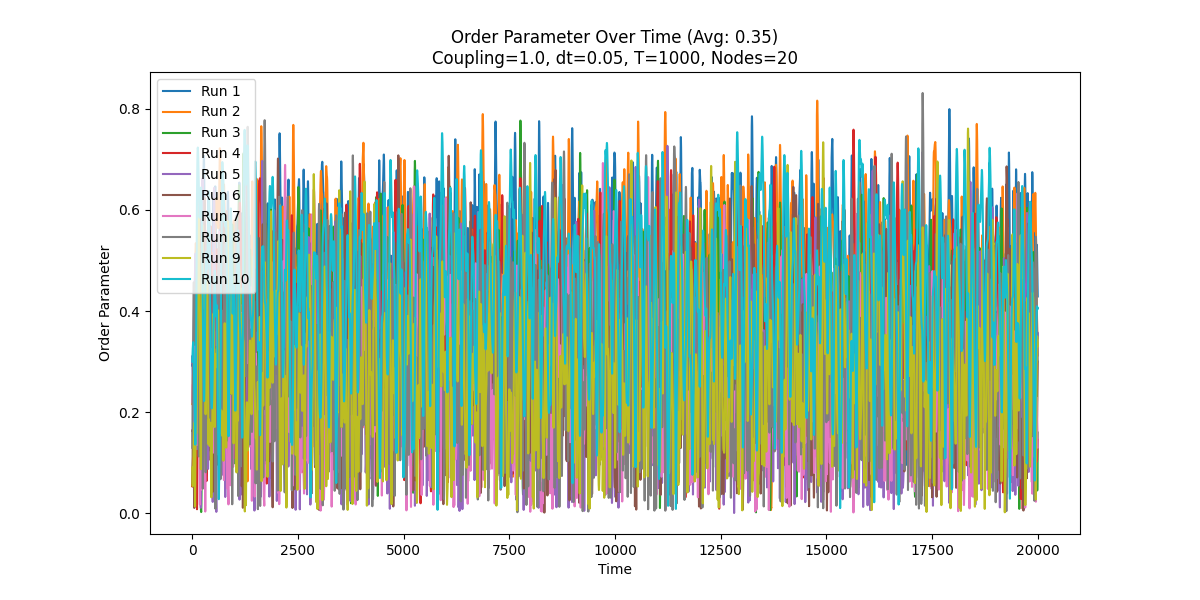 Order Parameter Over Time (Avg: 0.35)
Coupling=1.0, dt=0.05, T=1000, Nodes=20
Run 1
Run 2
Run 3
Run 4
Run 5
Run 6
Run 7
Run 8
Run 9
Run 10
Order Parameter
0.8
0.6
0.4
0.2
0.0
0 2500 5000 7500 10000 12500 15000 17500 20000
Time